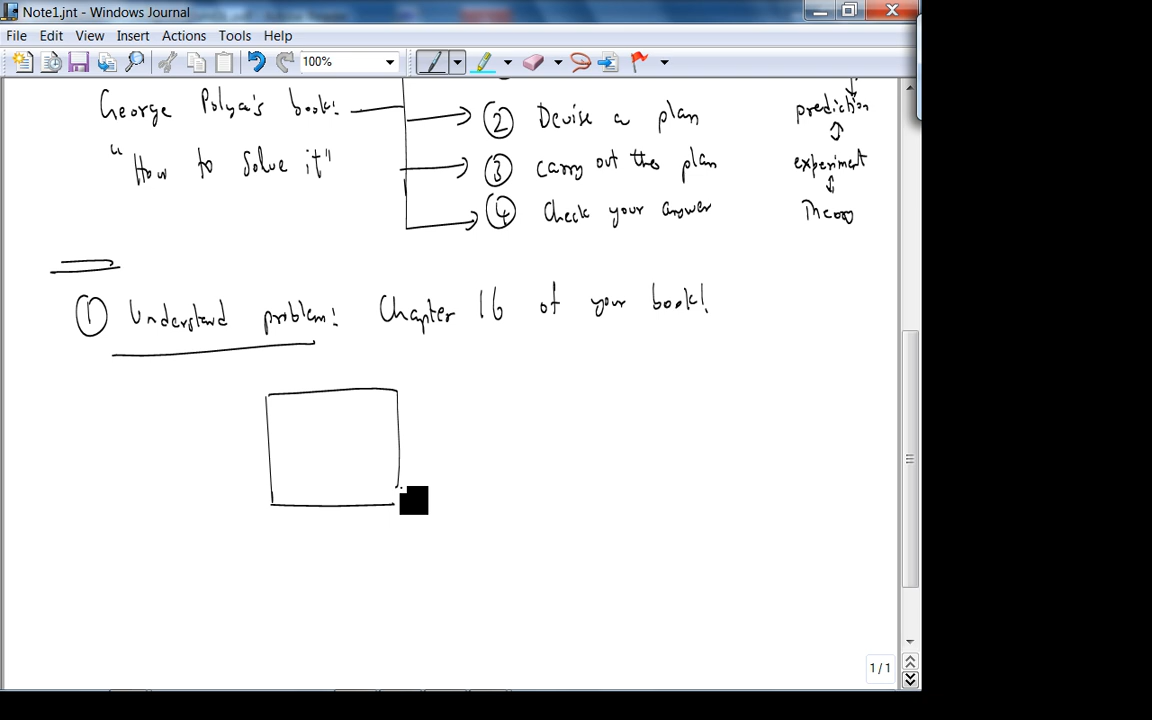 Note1.jnt - Windows Journal
File Edit View Insert Actions Tools Help
100%
George Polya's book: 
② Devise a plan
prediction
"How to solve it"
③ Carry out the plan
experiment
④ Check your answer
Theory
① Understand problem: Chapter 16 of your book!
1 / 1